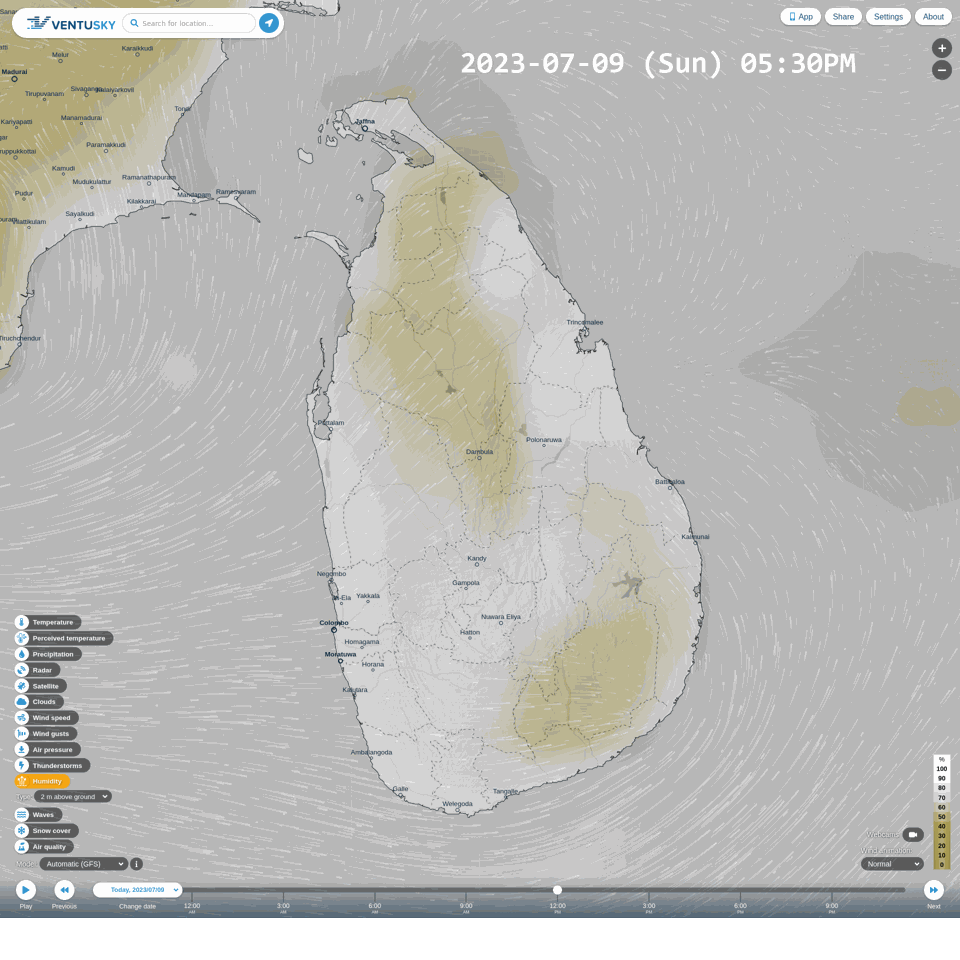 VENTUSKY
Search for location...
App
Share
Settings
About
2023-07-09 (Sun) 05:30PM
+
−
Karaikkudi
Melur
Madurai
Tirupuvanam
Manamadurai
Tondi
Paramakkudi
Kamudi
Mudukulattur
Ramanathapuram
Pudur
Kilakkarai
Mandapam
Rameswaram
Sayalkudi
Jaffna
Trincomalee
Puttalam
Polonaruwa
Dambula
Batticaloa
Kalmunai
Kandy
Negombo
Gampola
Ja-Ela
Yakkala
Nuwara Eliya
Colombo
Hatton
Homagama
Moratuwa
Horana
Kalutara
Ambalangoda
Galle
Tangalle
Welegoda
Temperature
Perceived temperature
Precipitation
Radar
Satellite
Clouds
Wind speed
Wind gusts
Air pressure
Thunderstorms
Humidity
Type
2 m above ground
Waves
Snow cover
Air quality
Model
Automatic (GFS)
i
%
100
90
80
70
60
50
40
30
20
10
0
Webcams
Wind animation:
Normal
Play
Previous
Today, 2023/07/09
Change date
12:00
AM
3:00
AM
6:00
AM
9:00
AM
12:00
PM
3:00
PM
6:00
PM
9:00
PM
Next